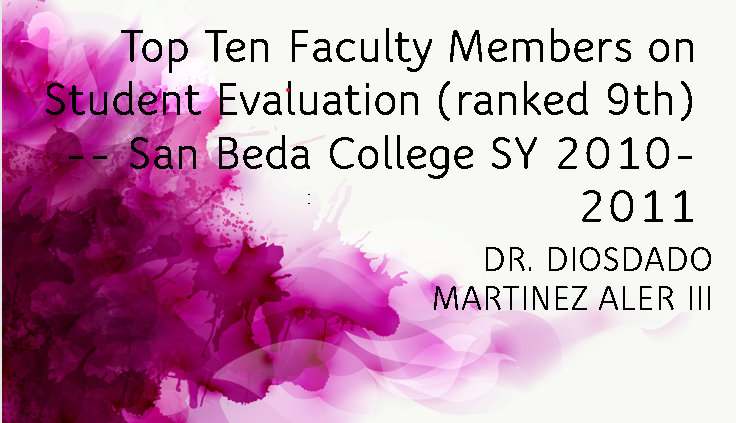 Top Ten Faculty Members on
Student Evaluation (ranked 9th)
-- San Beda College SY 2010-
2011
:
DR. DIOSDADO
MARTINEZ ALER III